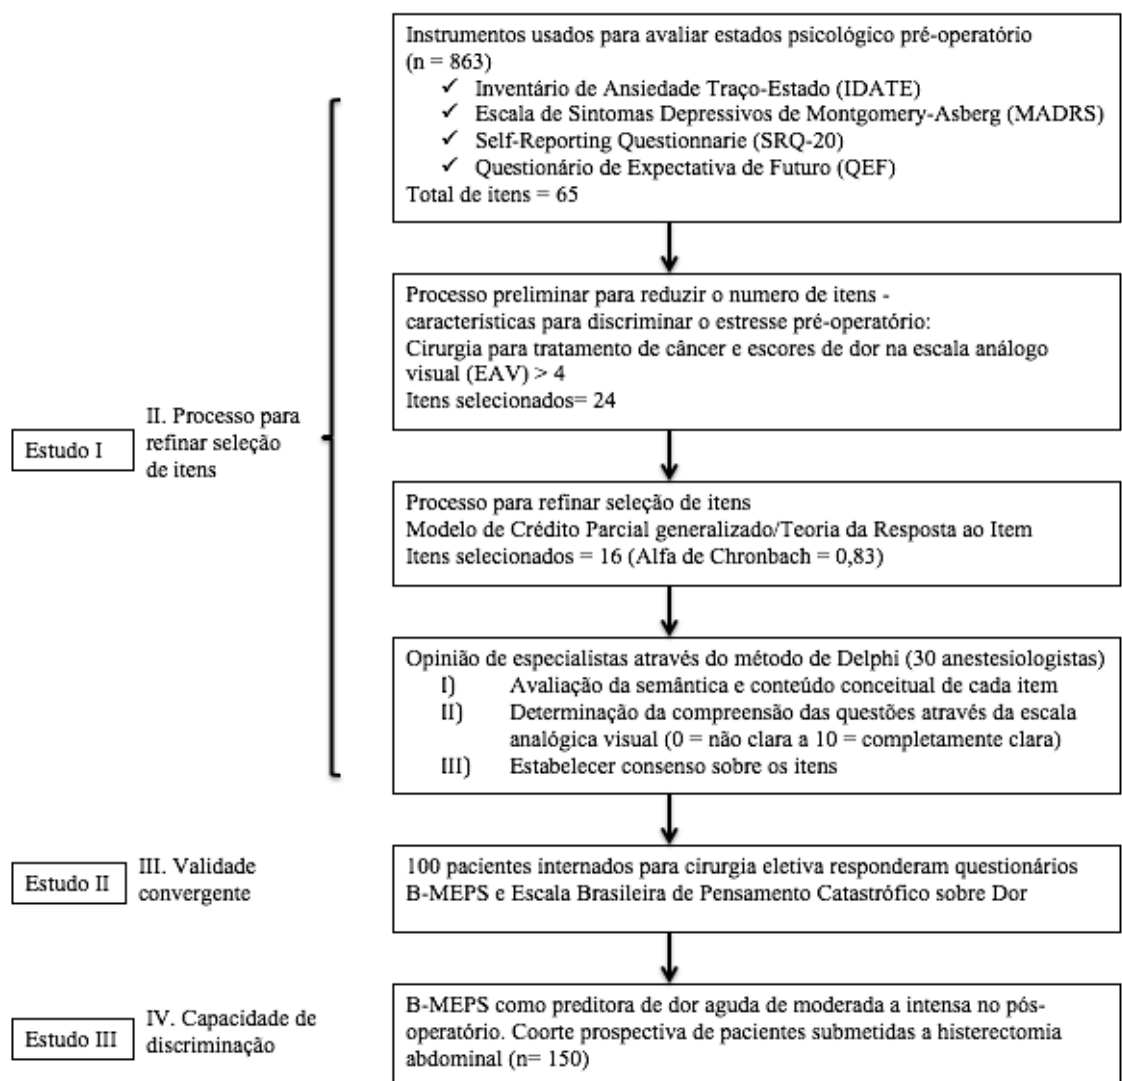 Instrumentos usados para avaliar estados psicológico pré-operatório
(n = 863)
✓ Inventário de Ansiedade Traço-Estado (IDATE)
✓ Escala de Sintomas Depressivos de Montgomery-Asberg (MADRS)
✓ Self-Reporting Questionnarie (SRQ-20)
✓ Questionário de Expectativa de Futuro (QEF)
Total de itens = 65
Processo preliminar para reduzir o numero de itens -
características para discriminar o estresse pré-operatório:
Cirurgia para tratamento de câncer e escores de dor na escala análogo
visual (EAV) > 4
Itens selecionados= 24
Estudo I
II. Processo para
refinar seleção
de itens
Processo para refinar seleção de itens
Modelo de Crédito Parcial generalizado/Teoria da Resposta ao Item
Itens selecionados = 16 (Alfa de Chronbach = 0,83)
Opinião de especialistas através do método de Delphi (30 anestesiologistas)
I) Avaliação da semântica e conteúdo conceitual de cada item
II) Determinação da compreensão das questões através da escala
analógica visual (0 = não clara a 10 = completamente clara)
III) Estabelecer consenso sobre os itens
Estudo II
III. Validade
convergente
100 pacientes internados para cirurgia eletiva responderam questionários
B-MEPS e Escala Brasileira de Pensamento Catastrófico sobre Dor
Estudo III
IV. Capacidade de
discriminação
B-MEPS como preditora de dor aguda de moderada a intensa no pós-
operatório. Coorte prospectiva de pacientes submetidas a histerectomia
abdominal (n= 150)